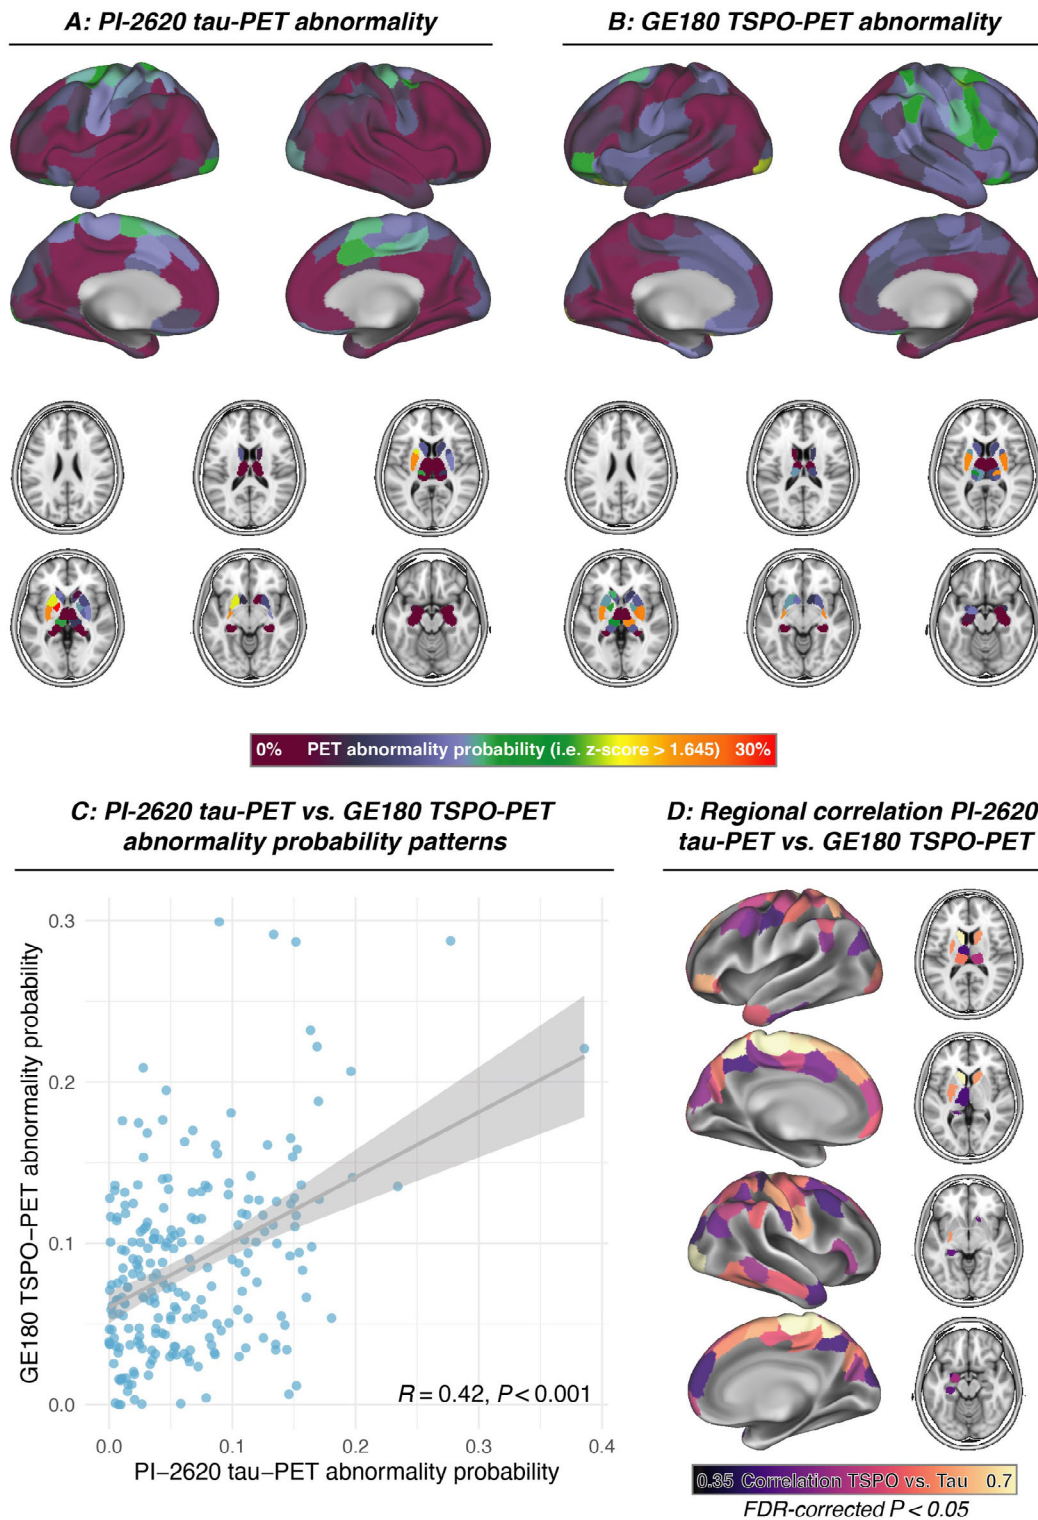 A: PI-2620 tau-PET abnormality
B: GE180 TSPO-PET abnormality
0% PET abnormality probability (i.e. z-score > 1.645) 30%
C: PI-2620 tau-PET vs. GE180 TSPO-PET
abnormality probability patterns
D: Regional correlation PI-2620
tau-PET vs. GE180 TSPO-PET
GE180 TSPO−PET abnormality probability
0.3
0.2
0.1
0.0
R = 0.42, P < 0.001
0.0 0.1 0.2 0.3 0.4
PI−2620 tau−PET abnormality probability
0.35 Correlation TSPO vs. Tau 0.7
FDR-corrected P < 0.05